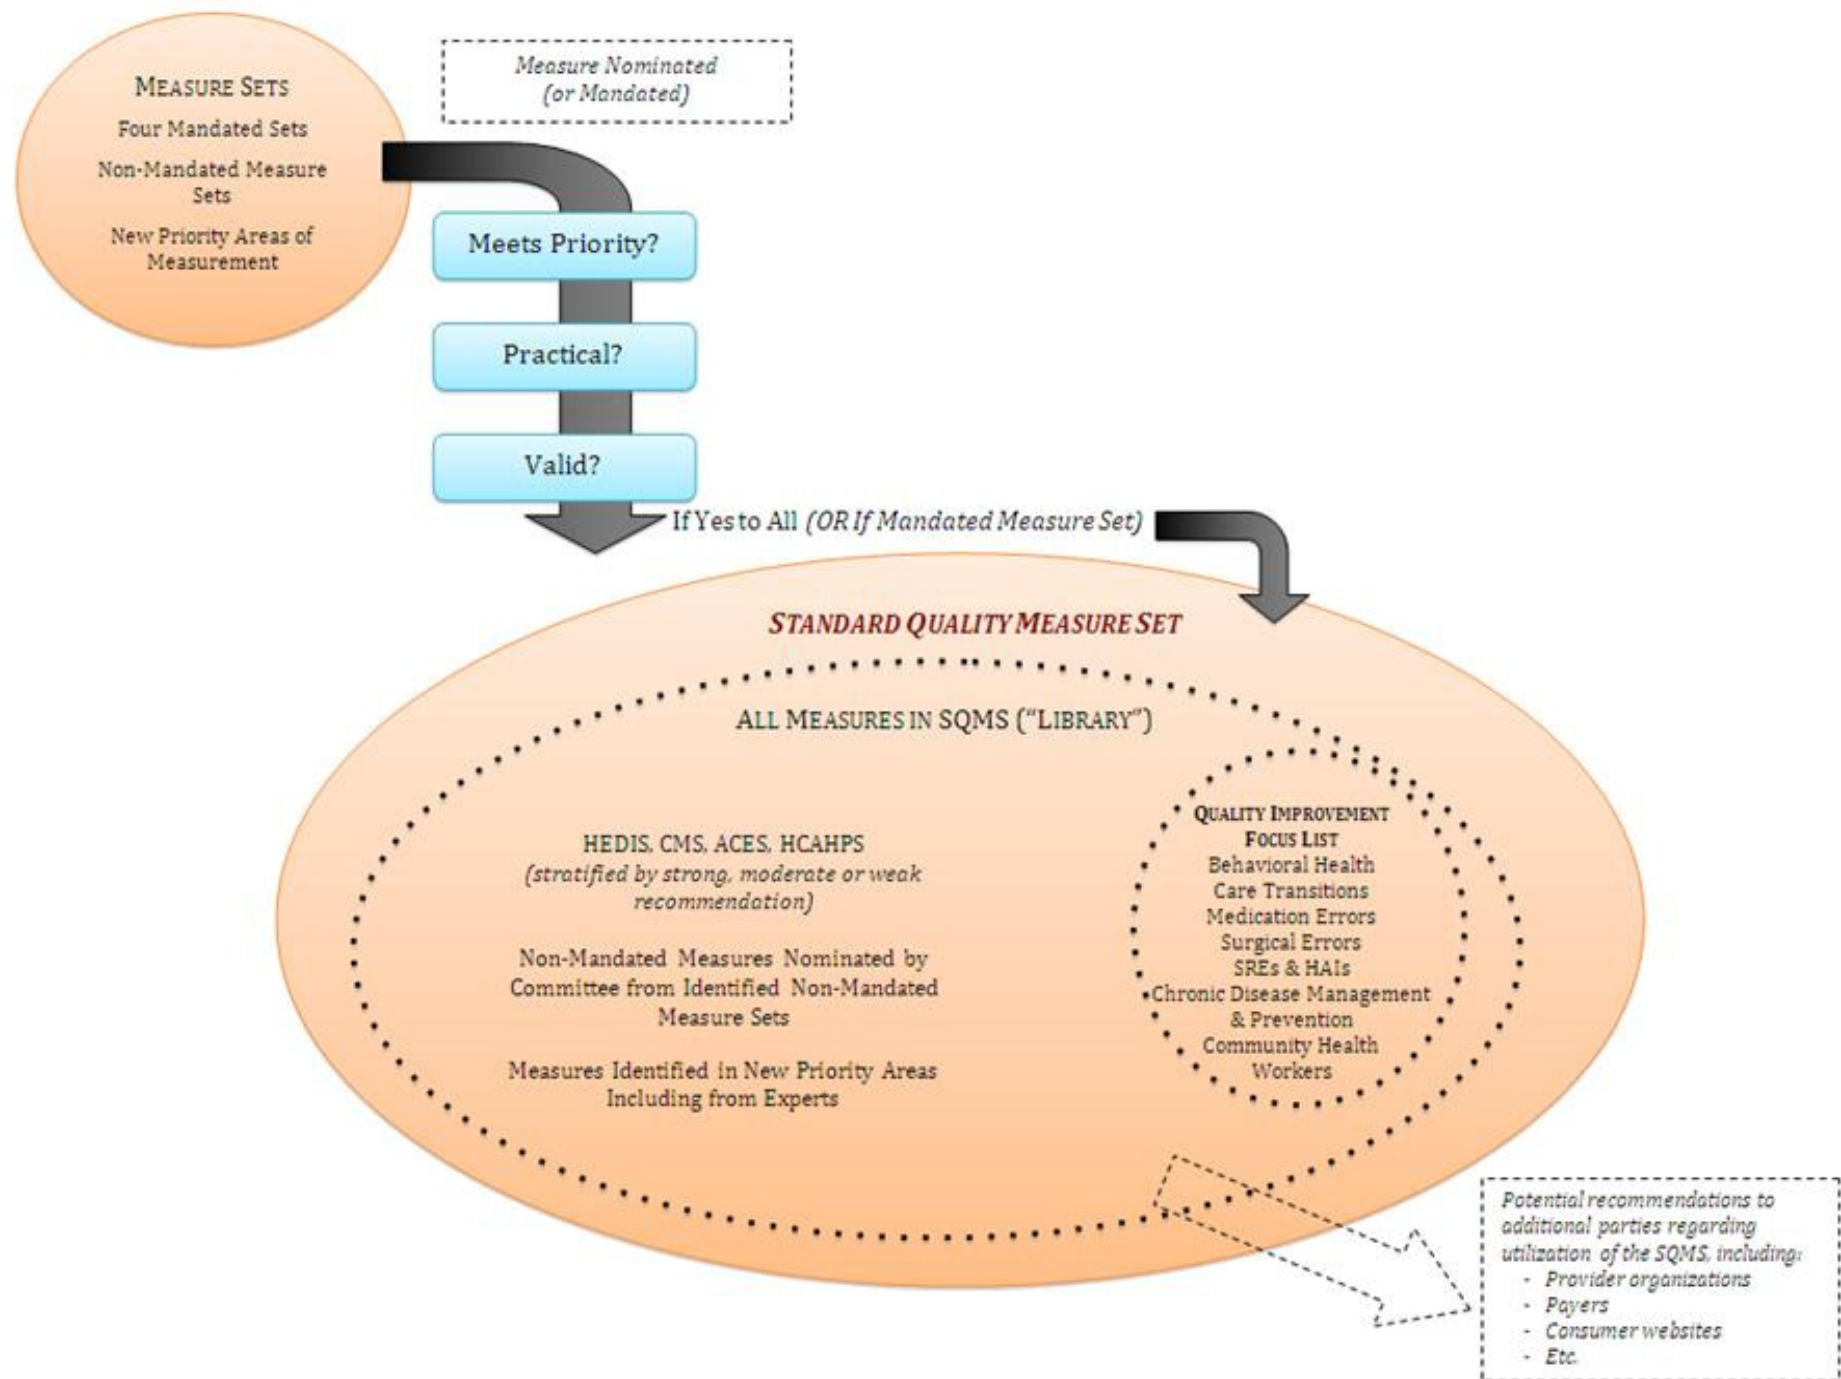 MEASURE SETS
Four Mandated Sets
Non-Mandated Measure
Sets
New Priority Areas of
Measurement
Measure Nominated
(or Mandated)
Meets Priority?
Practical?
Valid?
If Yes to All (OR If Mandated Measure Set)
STANDARD QUALITY MEASURE SET
ALL MEASURES IN SQMS (“LIBRARY”)
HEDIS, CMS, ACES, HCAHPS
(stratified by strong, moderate or weak
recommendation)
Non-Mandated Measures Nominated by
Committee from Identified Non-Mandated
Measure Sets
Measures Identified in New Priority Areas
Including from Experts
QUALITY IMPROVEMENT
FOCUS LIST
Behavioral Health
Care Transitions
Medication Errors
Surgical Errors
SREs & HAIs
Chronic Disease Management
& Prevention
Community Health
Workers
Potential recommendations to
additional parties regarding
utilization of the SQMS, including:
- Provider organizations
- Payers
- Consumer websites
- Etc.